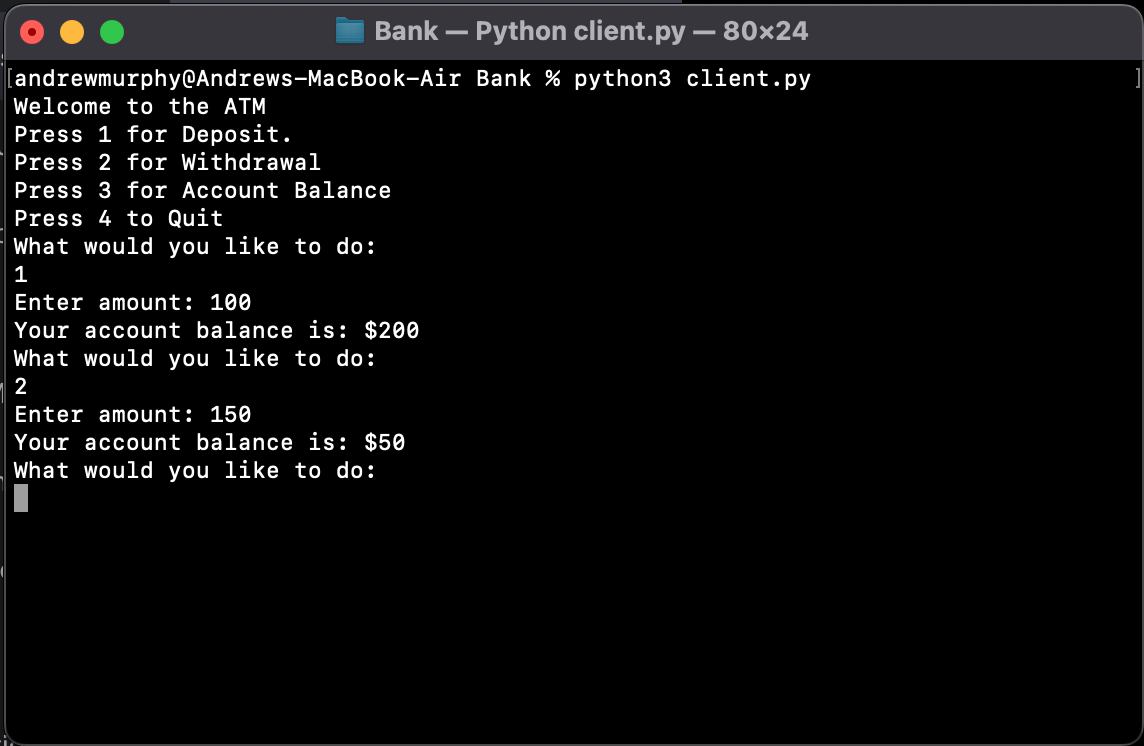 Bank — Python client.py — 80×24
[andrewmurphy@Andrews-MacBook-Air Bank % python3 client.py ]
Welcome to the ATM
Press 1 for Deposit.
Press 2 for Withdrawal
Press 3 for Account Balance
Press 4 to Quit
What would you like to do:
1
Enter amount: 100
Your account balance is: $200
What would you like to do:
2
Enter amount: 150
Your account balance is: $50
What would you like to do: